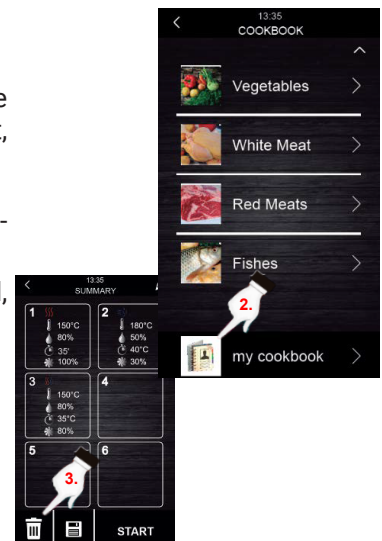 13:35
COOKBOOK
Vegetables
White Meat
Red Meats
Fishes
2.
my cookbook
e
t,
-
l,
13:35
SUMMARY
1
150°C
80%
35'
100%
2
180°C
50%
40°C
30%
3
150°C
80%
35°C
80%
4
5
6
3.
START